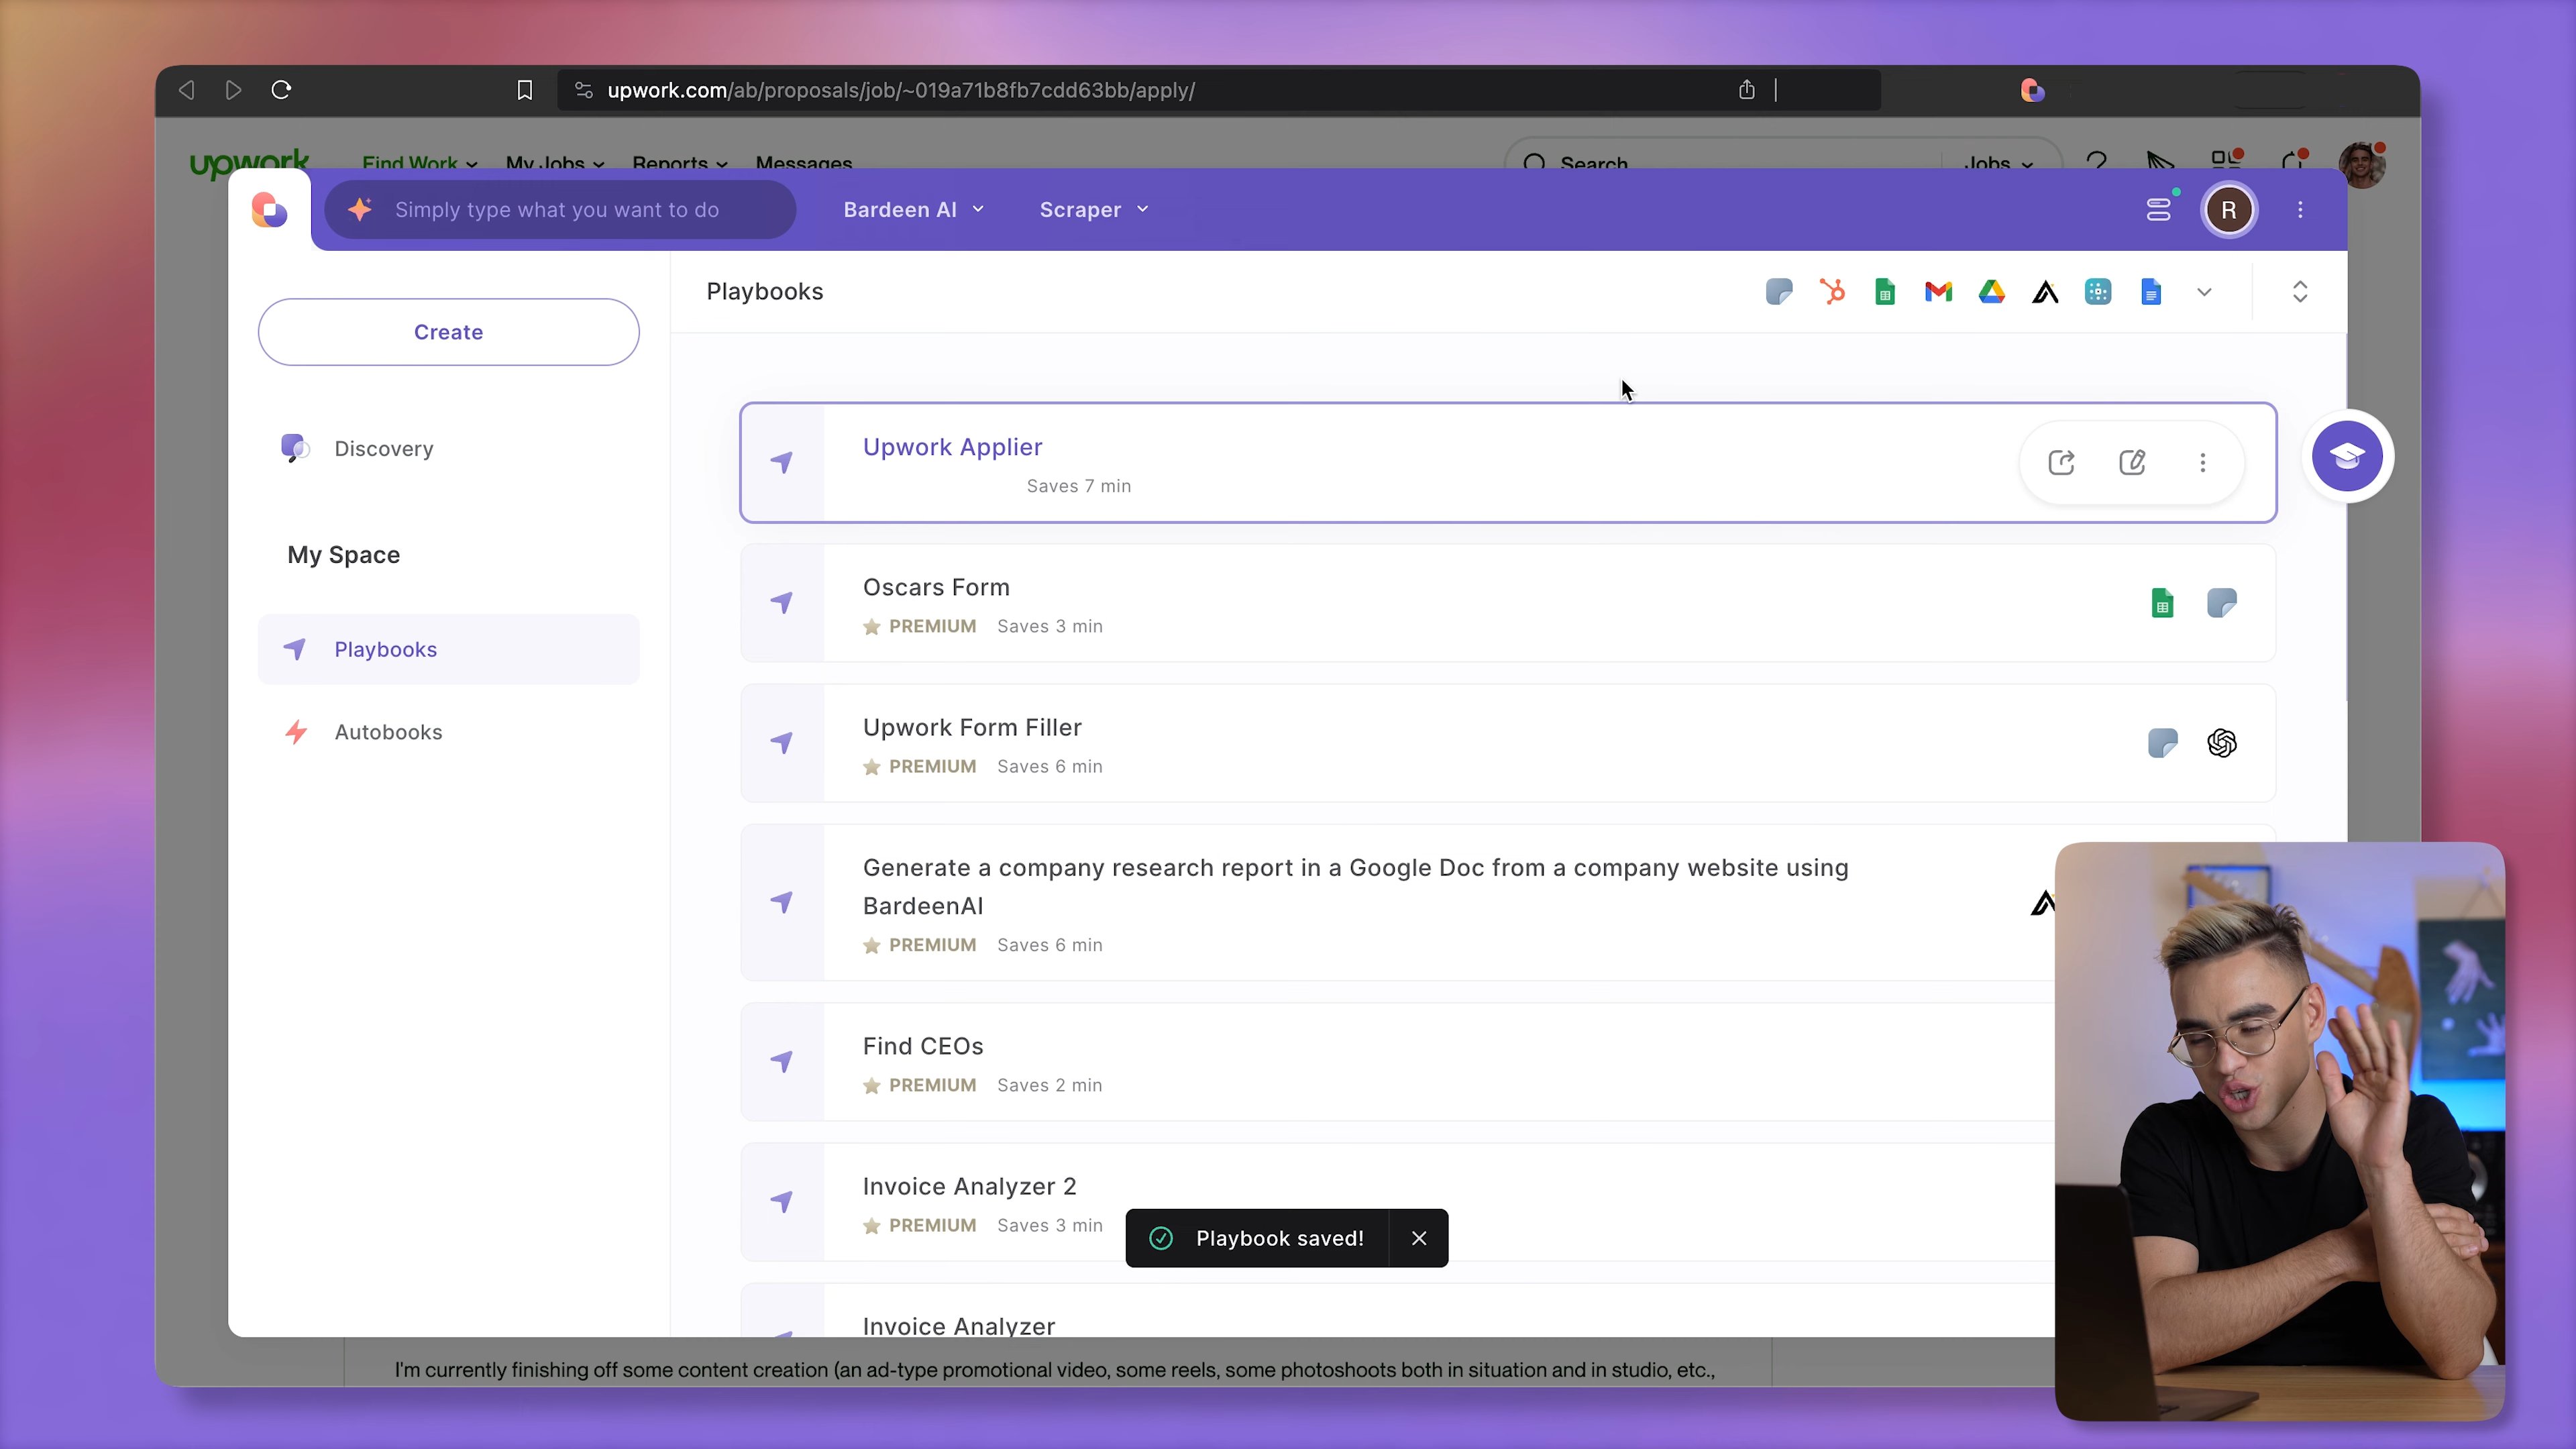 upwork.com/ab/proposals/job/~019a71b8fb7cdd63bb/apply/
upwork
Find Work
My Jobs
Reports
Messages
Search
Jobs
Simply type what you want to do
Bardeen AI
Scraper
R
Create
Discovery
My Space
Playbooks
Autobooks
Playbooks
Upwork Applier
Saves 7 min
Oscars Form
PREMIUM Saves 3 min
Upwork Form Filler
PREMIUM Saves 6 min
Generate a company research report in a Google Doc from a company website using
BardeenAI
PREMIUM Saves 6 min
Find CEOs
PREMIUM Saves 2 min
Invoice Analyzer 2
PREMIUM Saves 3 min
Invoice Analyzer
Playbook saved!
I'm currently finishing off some content creation (an ad-type promotional video, some reels, some photoshoots both in situation and in studio, etc.,